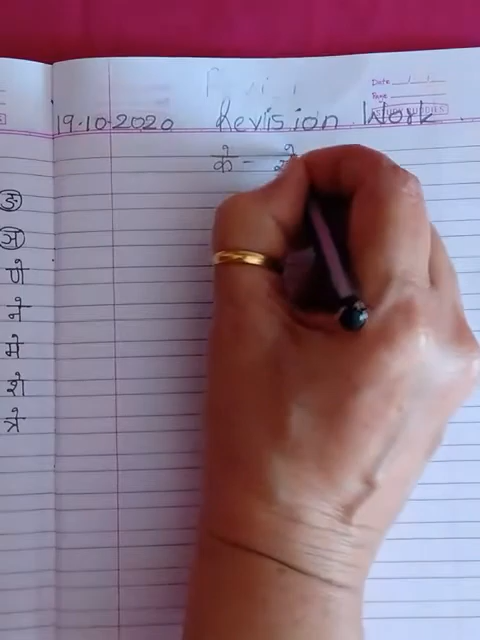 Date
Page
19.10.2020 Revision Work
के -
ङ
ञ
णे
ने
मे
शे
त्रे